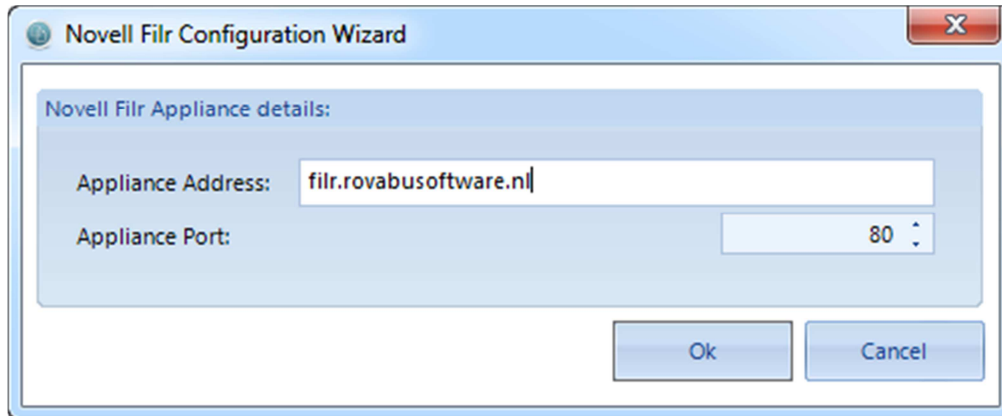 Novell Filr Configuration Wizard
Novell Filr Appliance details:
Appliance Address: filr.rovabusoftware.nl
Appliance Port: 80
Ok Cancel